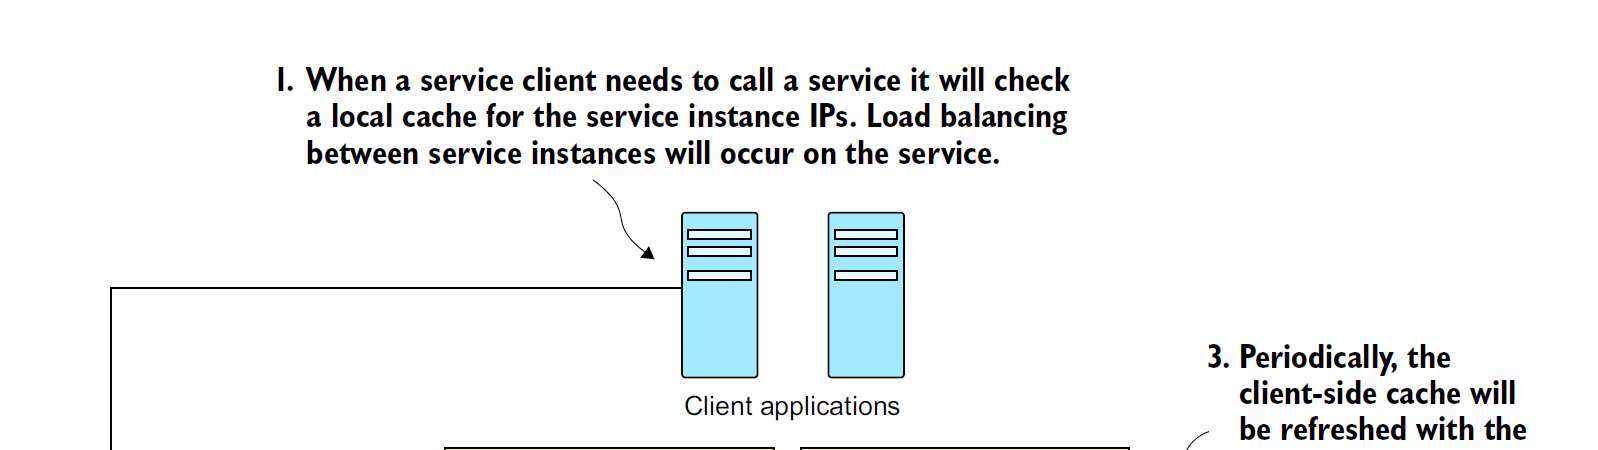 1. When a service client needs to call a service it will check
a local cache for the service instance IPs. Load balancing
between service instances will occur on the service.
Client applications
3. Periodically, the
client-side cache will
be refreshed with the